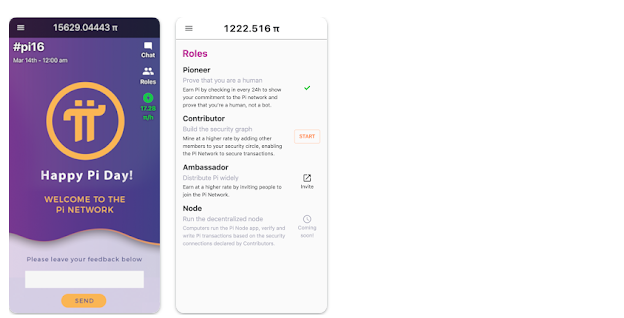 15629.04443 π
#pi16
Mar 14th - 12:00 am
Chat
Roles
17.28
π/h
Happy Pi Day!
WELCOME TO THE
Pi NETWORK
Please leave your feedback below
SEND
1222.516 π
Roles
Pioneer
Prove that you are a human
Earn Pi by checking in every 24h to show
your commitment to the Pi network and
prove that you're a human, not a bot.
Contributor
Build the security graph
Mine at a higher rate by adding other
members to your security circle, enabling
the Pi Network to secure transactions.
START
Ambassador
Distribute Pi widely
Earn at a higher rate by inviting people to
join the Pi Network.
Invite
Node
Run the decentralized node
Computers run the Pi Node app, verify and
write Pi transactions based on the security
connections declared by Contributors
Coming
soon!